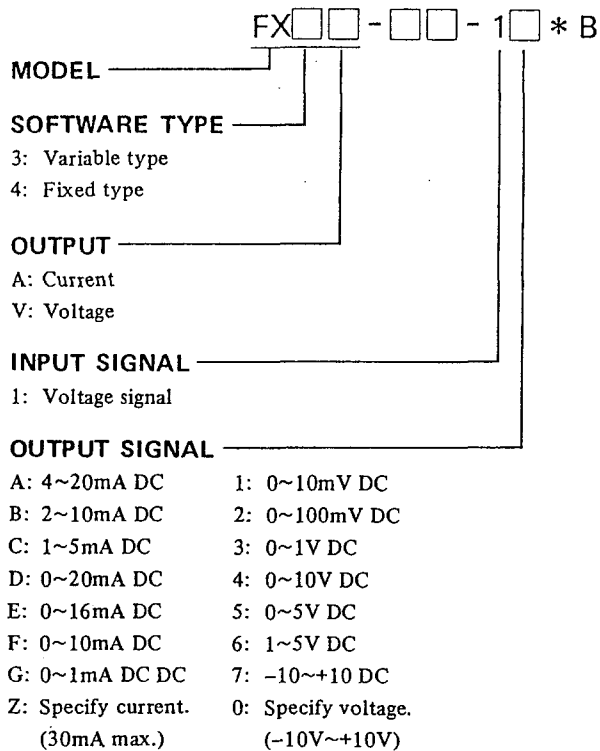 FX□□-□□-1□*B
MODEL
SOFTWARE TYPE
3: Variable type
4: Fixed type
OUTPUT
A: Current
V: Voltage
INPUT SIGNAL
1: Voltage signal
OUTPUT SIGNAL
A: 4~20mA DC
B: 2~10mA DC
C: 1~5mA DC
D: 0~20mA DC
E: 0~16mA DC
F: 0~10mA DC
G: 0~1mA DC DC
Z: Specify current.
(30mA max.)
1: 0~10mV DC
2: 0~100mV DC
3: 0~1V DC
4: 0~10V DC
5: 0~5V DC
6: 1~5V DC
7: −10~+10 DC
0: Specify voltage.
(−10V~+10V)